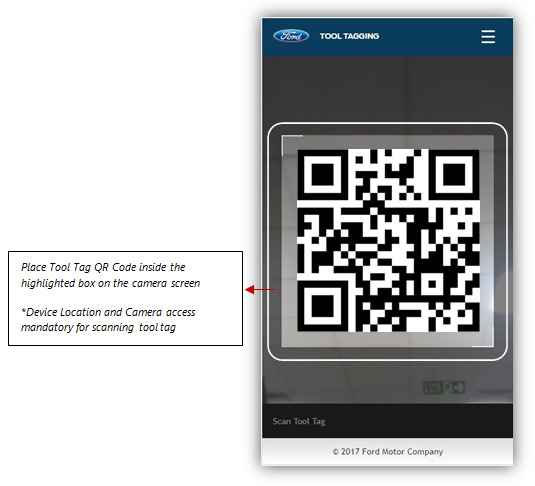 Ford
TOOL TAGGING
Place Tool Tag QR Code inside the
highlighted box on the camera screen
*Device Location and Camera access
mandatory for scanning tool tag
Scan Tool Tag
© 2017 Ford Motor Company